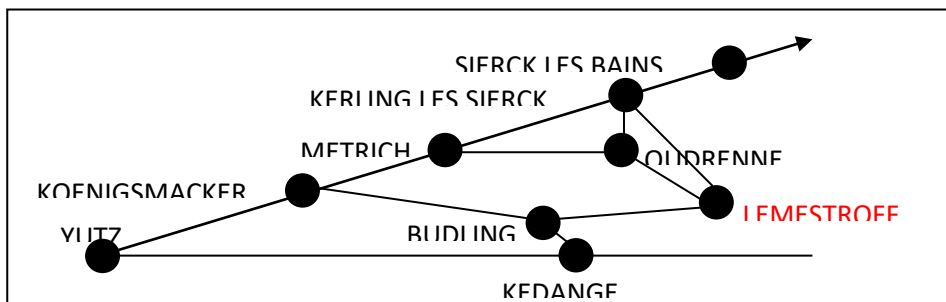 SIERCK LES BAINS
KERLING LES SIERCK
METRICH
OUDRENNE
KOENIGSMACKER
LEMESTROFF
YUTZ
BUDLING
KEDANGE